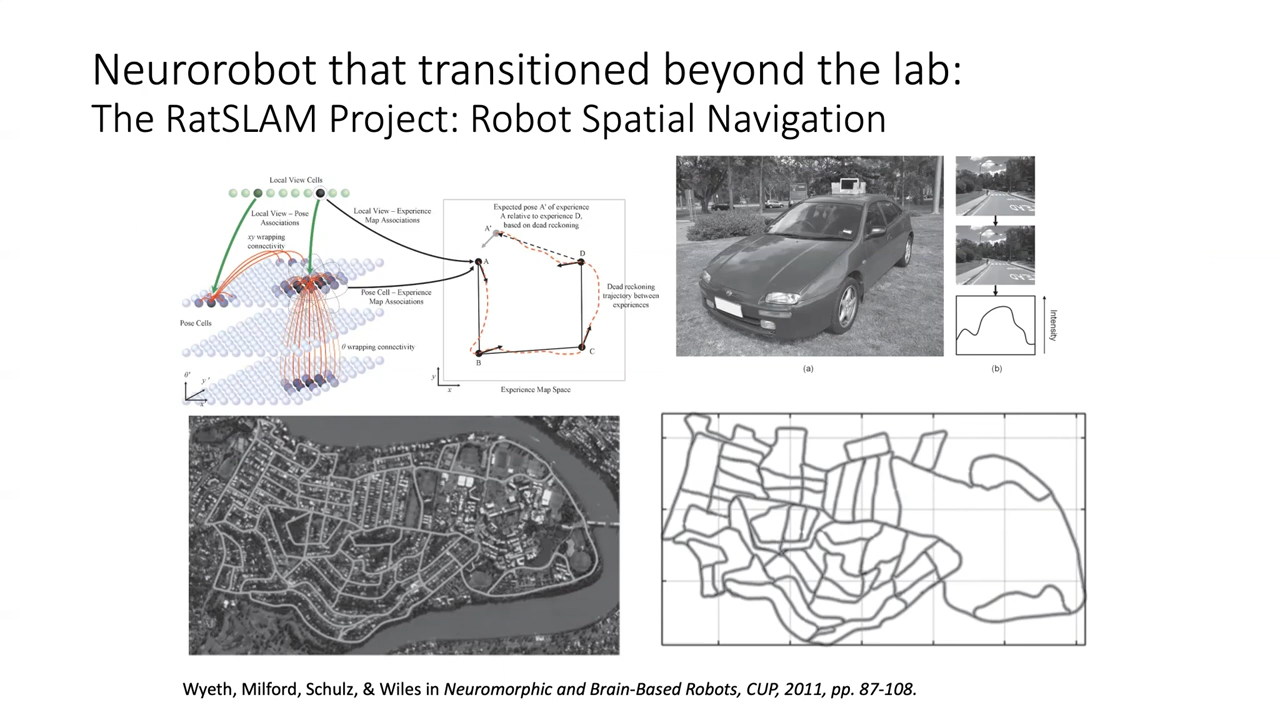 Neurorobot that transitioned beyond the lab:
The RatSLAM Project: Robot Spatial Navigation
Local View Cells
Local View – Pose
Associations
xy wrapping
connectivity
Local View – Experience
Map Associations
Pose Cell – Experience
Map Associations
Pose Cells
θ wrapping connectivity
θ'
y'
x'
Expected pose A' of experience
A relative to experience D,
based on dead reckoning
A'
A
D
Dead reckoning
trajectory between
experiences
B
C
y
x
Experience Map Space
(a)
Intensity
(b)
Wyeth, Milford, Schulz, & Wiles in Neuromorphic and Brain-Based Robots, CUP, 2011, pp. 87-108.